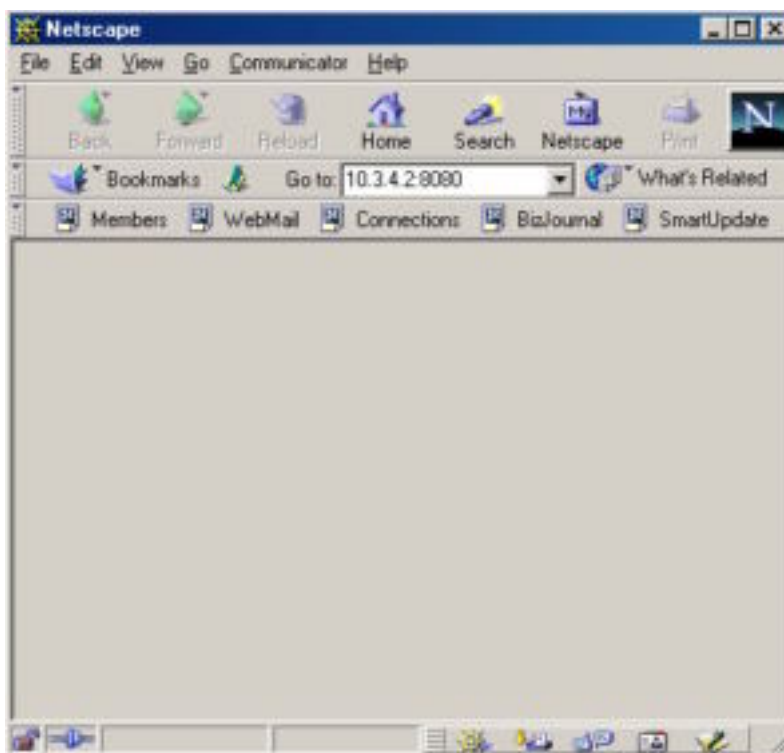 Netscape
File Edit View Go Communicator Help
Back Forward Reload Home Search Netscape Print N
Bookmarks Go to: 10.3.4.2:8080 What's Related
Members WebMail Connections BizJournal SmartUpdate